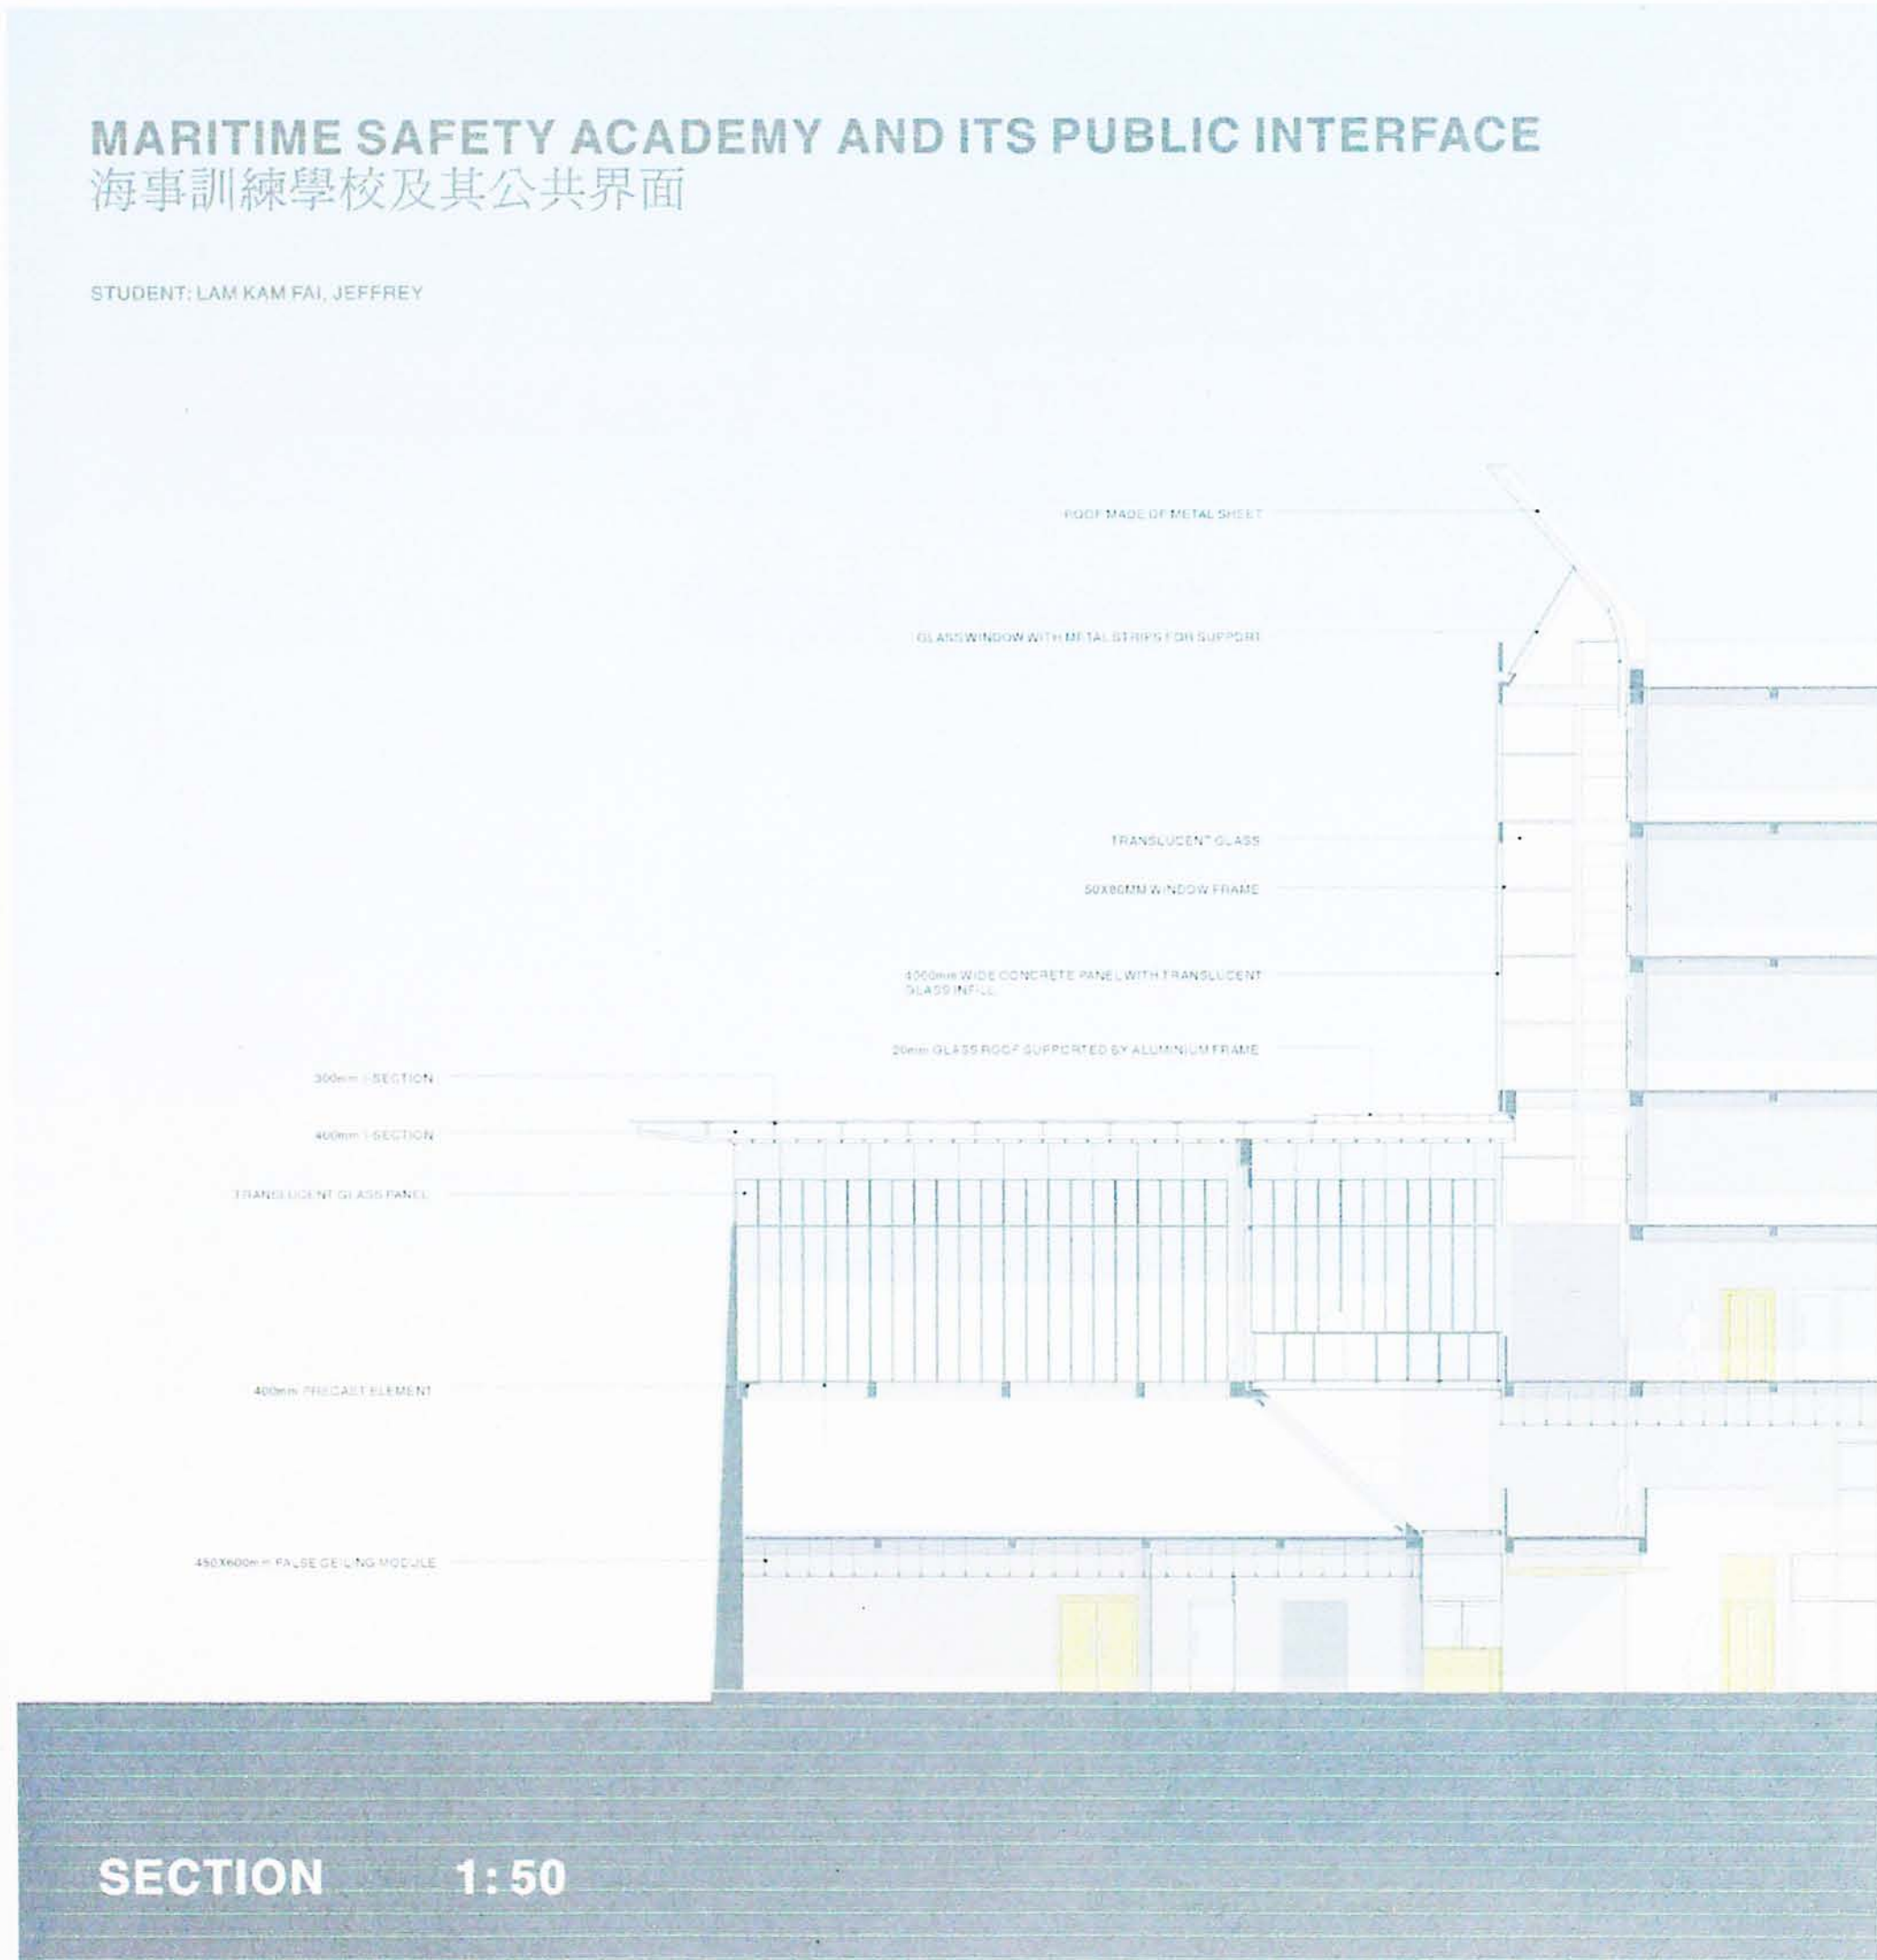 MARITIME SAFETY ACADEMY AND ITS PUBLIC INTERFACE
海事訓練學校及其公共界面
STUDENT: LAM KAM FAI, JEFFREY
ROOF MADE OF METAL SHEET
GLASS WINDOW WITH METAL STRIPS FOR SUPPORT
TRANSLUCENT GLASS
50X80MM WINDOW FRAME
4000mm WIDE CONCRETE PANEL WITH TRANSLUCENT
GLASS INFILL
20mm GLASS ROOF SUPPORTED BY ALUMINIUM FRAME
300mm I-SECTION
400mm I-SECTION
TRANSLUCENT GLASS PANEL
400mm PRECAST ELEMENT
450X600mm FALSE CEILING MODULE
SECTION 1:50